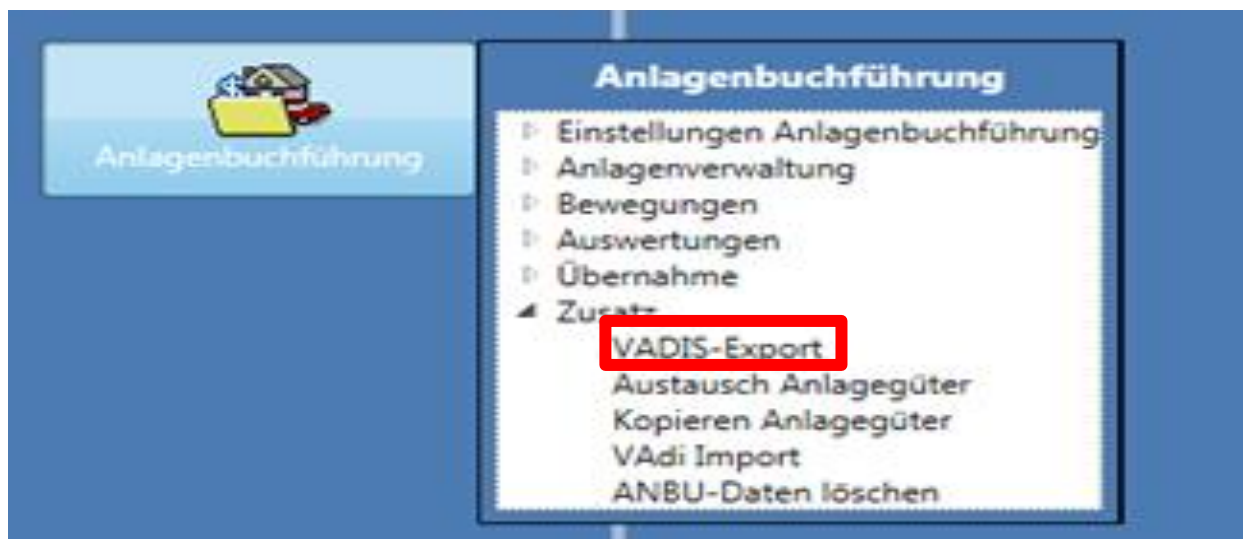 Anlagenbuchführung
Anlagenbuchführung
Einstellungen Anlagenbuchführung
Anlagenverwaltung
Bewegungen
Auswertungen
Übernahme
Zusatz
VADIS-Export
Austausch Anlagegüter
Kopieren Anlagegüter
VAdi Import
ANBU-Daten löschen